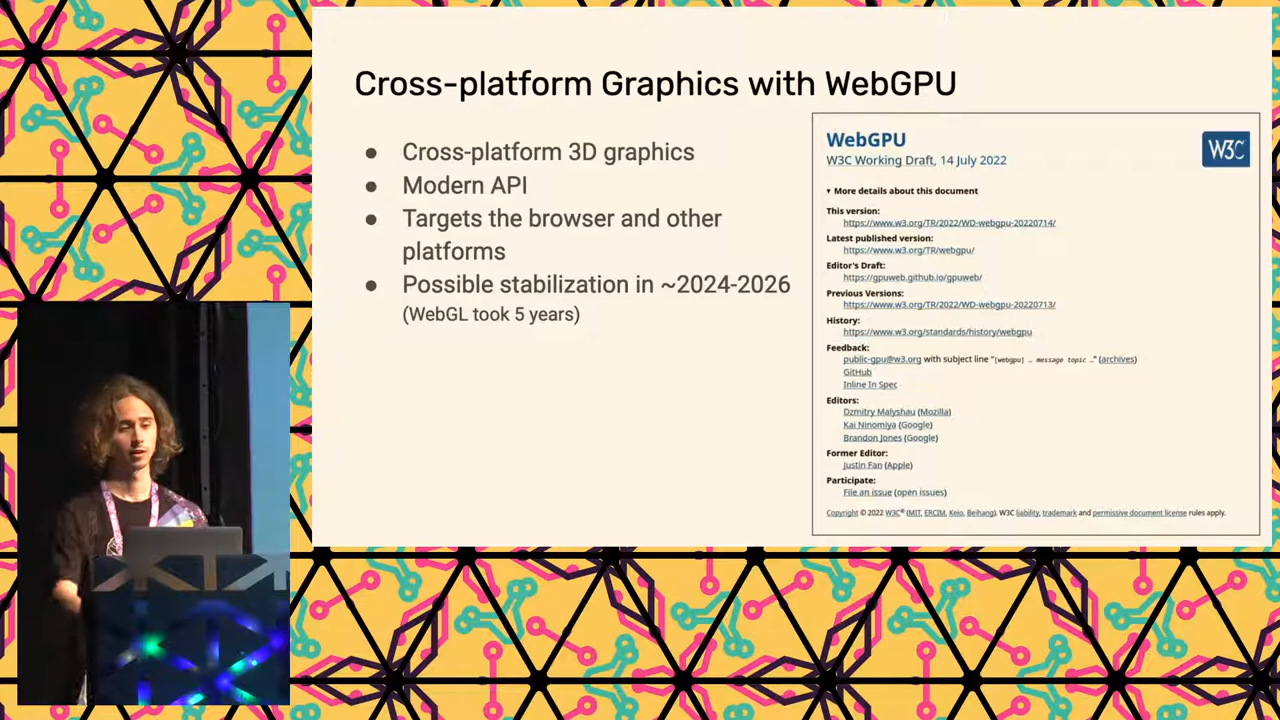 Cross-platform Graphics with WebGPU
● Cross-platform 3D graphics
● Modern API
● Targets the browser and other
platforms
● Possible stabilization in ~2024-2026
(WebGL took 5 years)
WebGPU
W3C Working Draft, 14 July 2022
W3C
▾ More details about this document
This version:
https://www.w3.org/TR/2022/WD-webgpu-20220714/
Latest published version:
https://www.w3.org/TR/webgpu/
Editor's Draft:
https://gpuweb.github.io/gpuweb/
Previous Versions:
https://www.w3.org/TR/2022/WD-webgpu-20220713/
History:
https://www.w3.org/standards/history/webgpu
Feedback:
public-gpu@w3.org with subject line “[webgpu] … message topic …” (archives)
GitHub
Inline In Spec
Editors:
Dzmitry Malyshau (Mozilla)
Kai Ninomiya (Google)
Brandon Jones (Google)
Former Editor:
Justin Fan (Apple)
Participate:
File an issue (open issues)
Copyright © 2022 W3C® (MIT, ERCIM, Keio, Beihang). W3C liability, trademark and permissive document license rules apply.